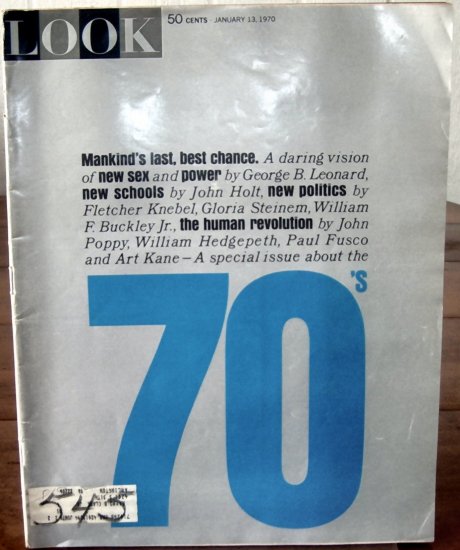 LOOK
50 CENTS · JANUARY 13, 1970
Mankind's last, best chance. A daring vision
of new sex and power by George B. Leonard,
new schools by John Holt, new politics by
Fletcher Knebel, Gloria Steinem, William
F. Buckley Jr., the human revolution by John
Poppy, William Hedgepeth, Paul Fusco
and Art Kane – A special issue about the
70's
545